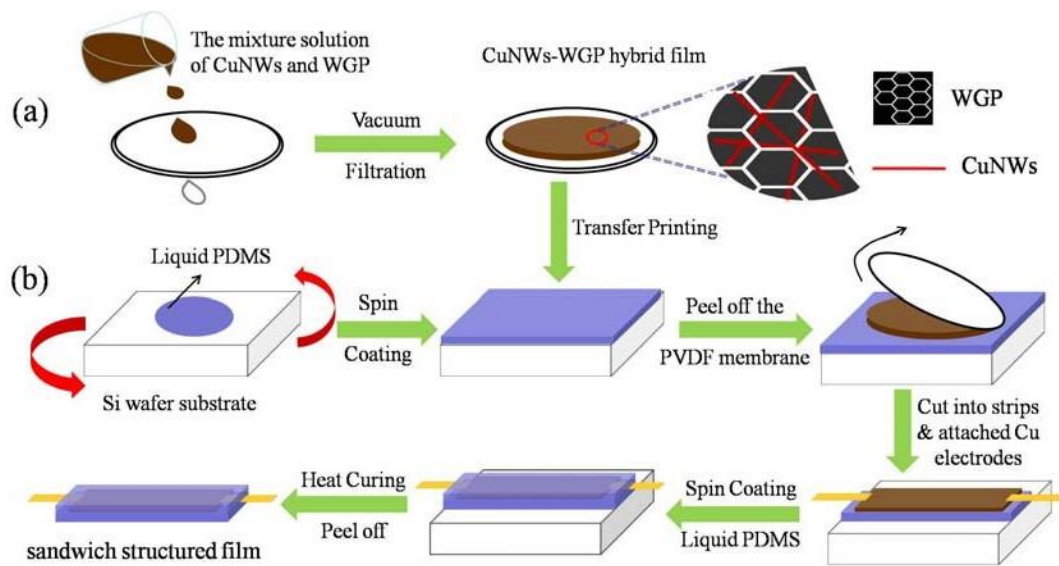 (a)
The mixture solution
of CuNWs and WGP
Vacuum
Filtration
CuNWs-WGP hybrid film
WGP
CuNWs
Transfer Printing
(b)
Liquid PDMS
Si wafer substrate
Spin
Coating
Peel off the
PVDF membrane
Cut into strips
& attached Cu
electrodes
Spin Coating
Liquid PDMS
Heat Curing
Peel off
sandwich structured film